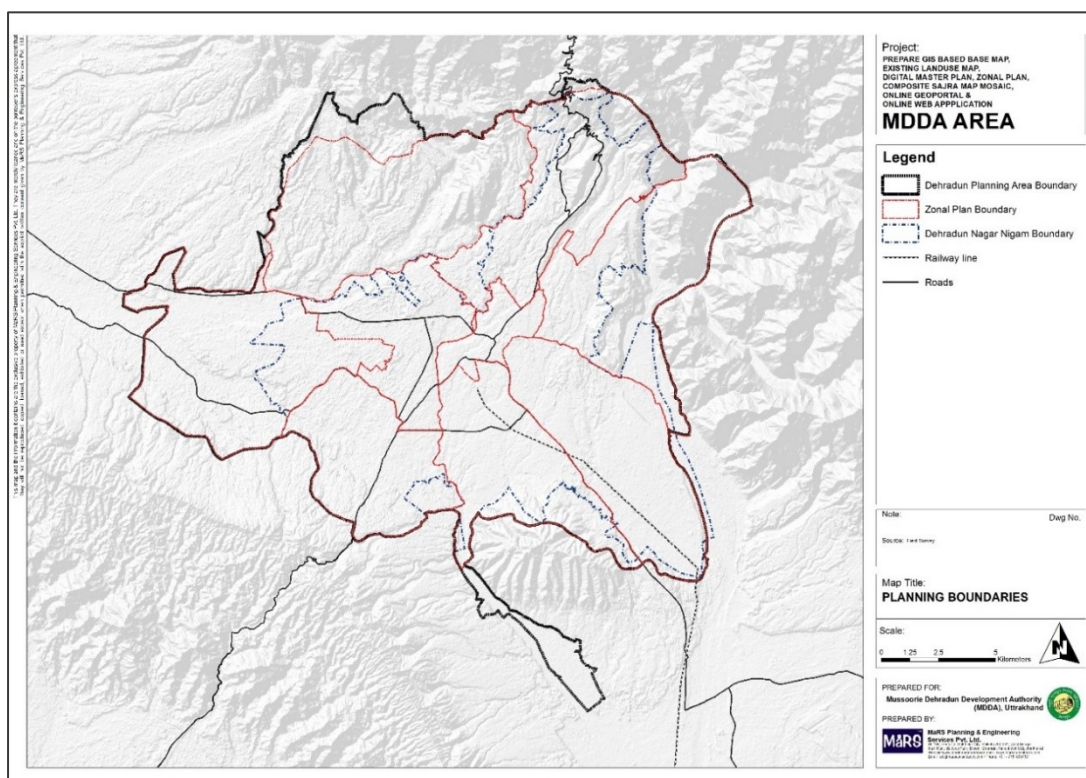 Project:
PREPARE GIS BASED BASE MAP,
EXISTING LANDUSE MAP,
DIGITAL MASTER PLAN, ZONAL PLAN,
COMPOSITE SAJRA MAP MOSAIC,
ONLINE GEOPORTAL &
ONLINE WEB APPPLICATION
MDDA AREA
Legend
Dehradun Planning Area Boundary
Zonal Plan Boundary
Dehradun Nagar Nigam Boundary
Railway line
Roads
Note:
Dwg No.
Source: Field Survey
Map Title:
PLANNING BOUNDARIES
Scale:
0 1.25 2.5 5
Kilometers
N
PREPARED FOR:
Mussoorie Dehradun Development Authority
(MDDA), Uttrakhand
PREPARED BY:
MaRS
MaRS Planning & Engineering
Services Pvt. Ltd.